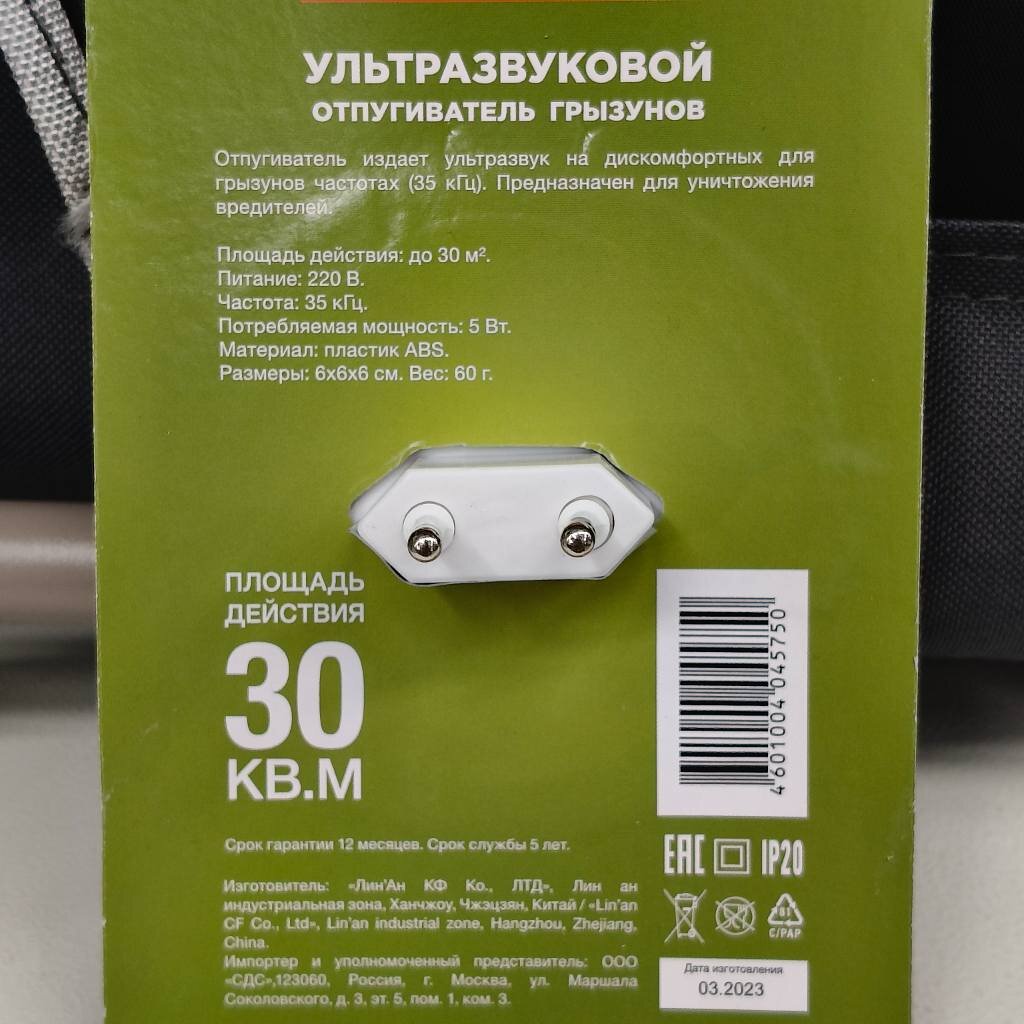 УЛЬТРАЗВУКОВОЙ
ОТПУГИВАТЕЛЬ ГРЫЗУНОВ
Отпугиватель издает ультразвук на дискомфортных для
грызунов частотах (35 кГц). Предназначен для уничтожения
вредителей.
Площадь действия: до 30 м².
Питание: 220 В.
Частота: 35 кГц.
Потребляемая мощность: 5 Вт.
Материал: пластик ABS.
Размеры: 6х6х6 см. Вес: 60 г.
ПЛОЩАДЬ
ДЕЙСТВИЯ
30
КВ.М
4 601004 045750
Срок гарантии 12 месяцев. Срок службы 5 лет.
EAC IP20
Изготовитель: «Лин'Ан КФ Ко., ЛТД», Лин ан
индустриальная зона, Ханчжоу, Чжэцзян, Китай / «Lin'an
CF Co., Ltd», Lin'an industrial zone, Hangzhou, Zhejiang,
China.
Импортер и уполномоченный представитель: ООО
«СДС»,123060, Россия, г. Москва, ул. Маршала
Соколовского, д. 3, эт. 5, пом. 1, ком. 3.
81
C/PAP
Дата изготовления
03.2023